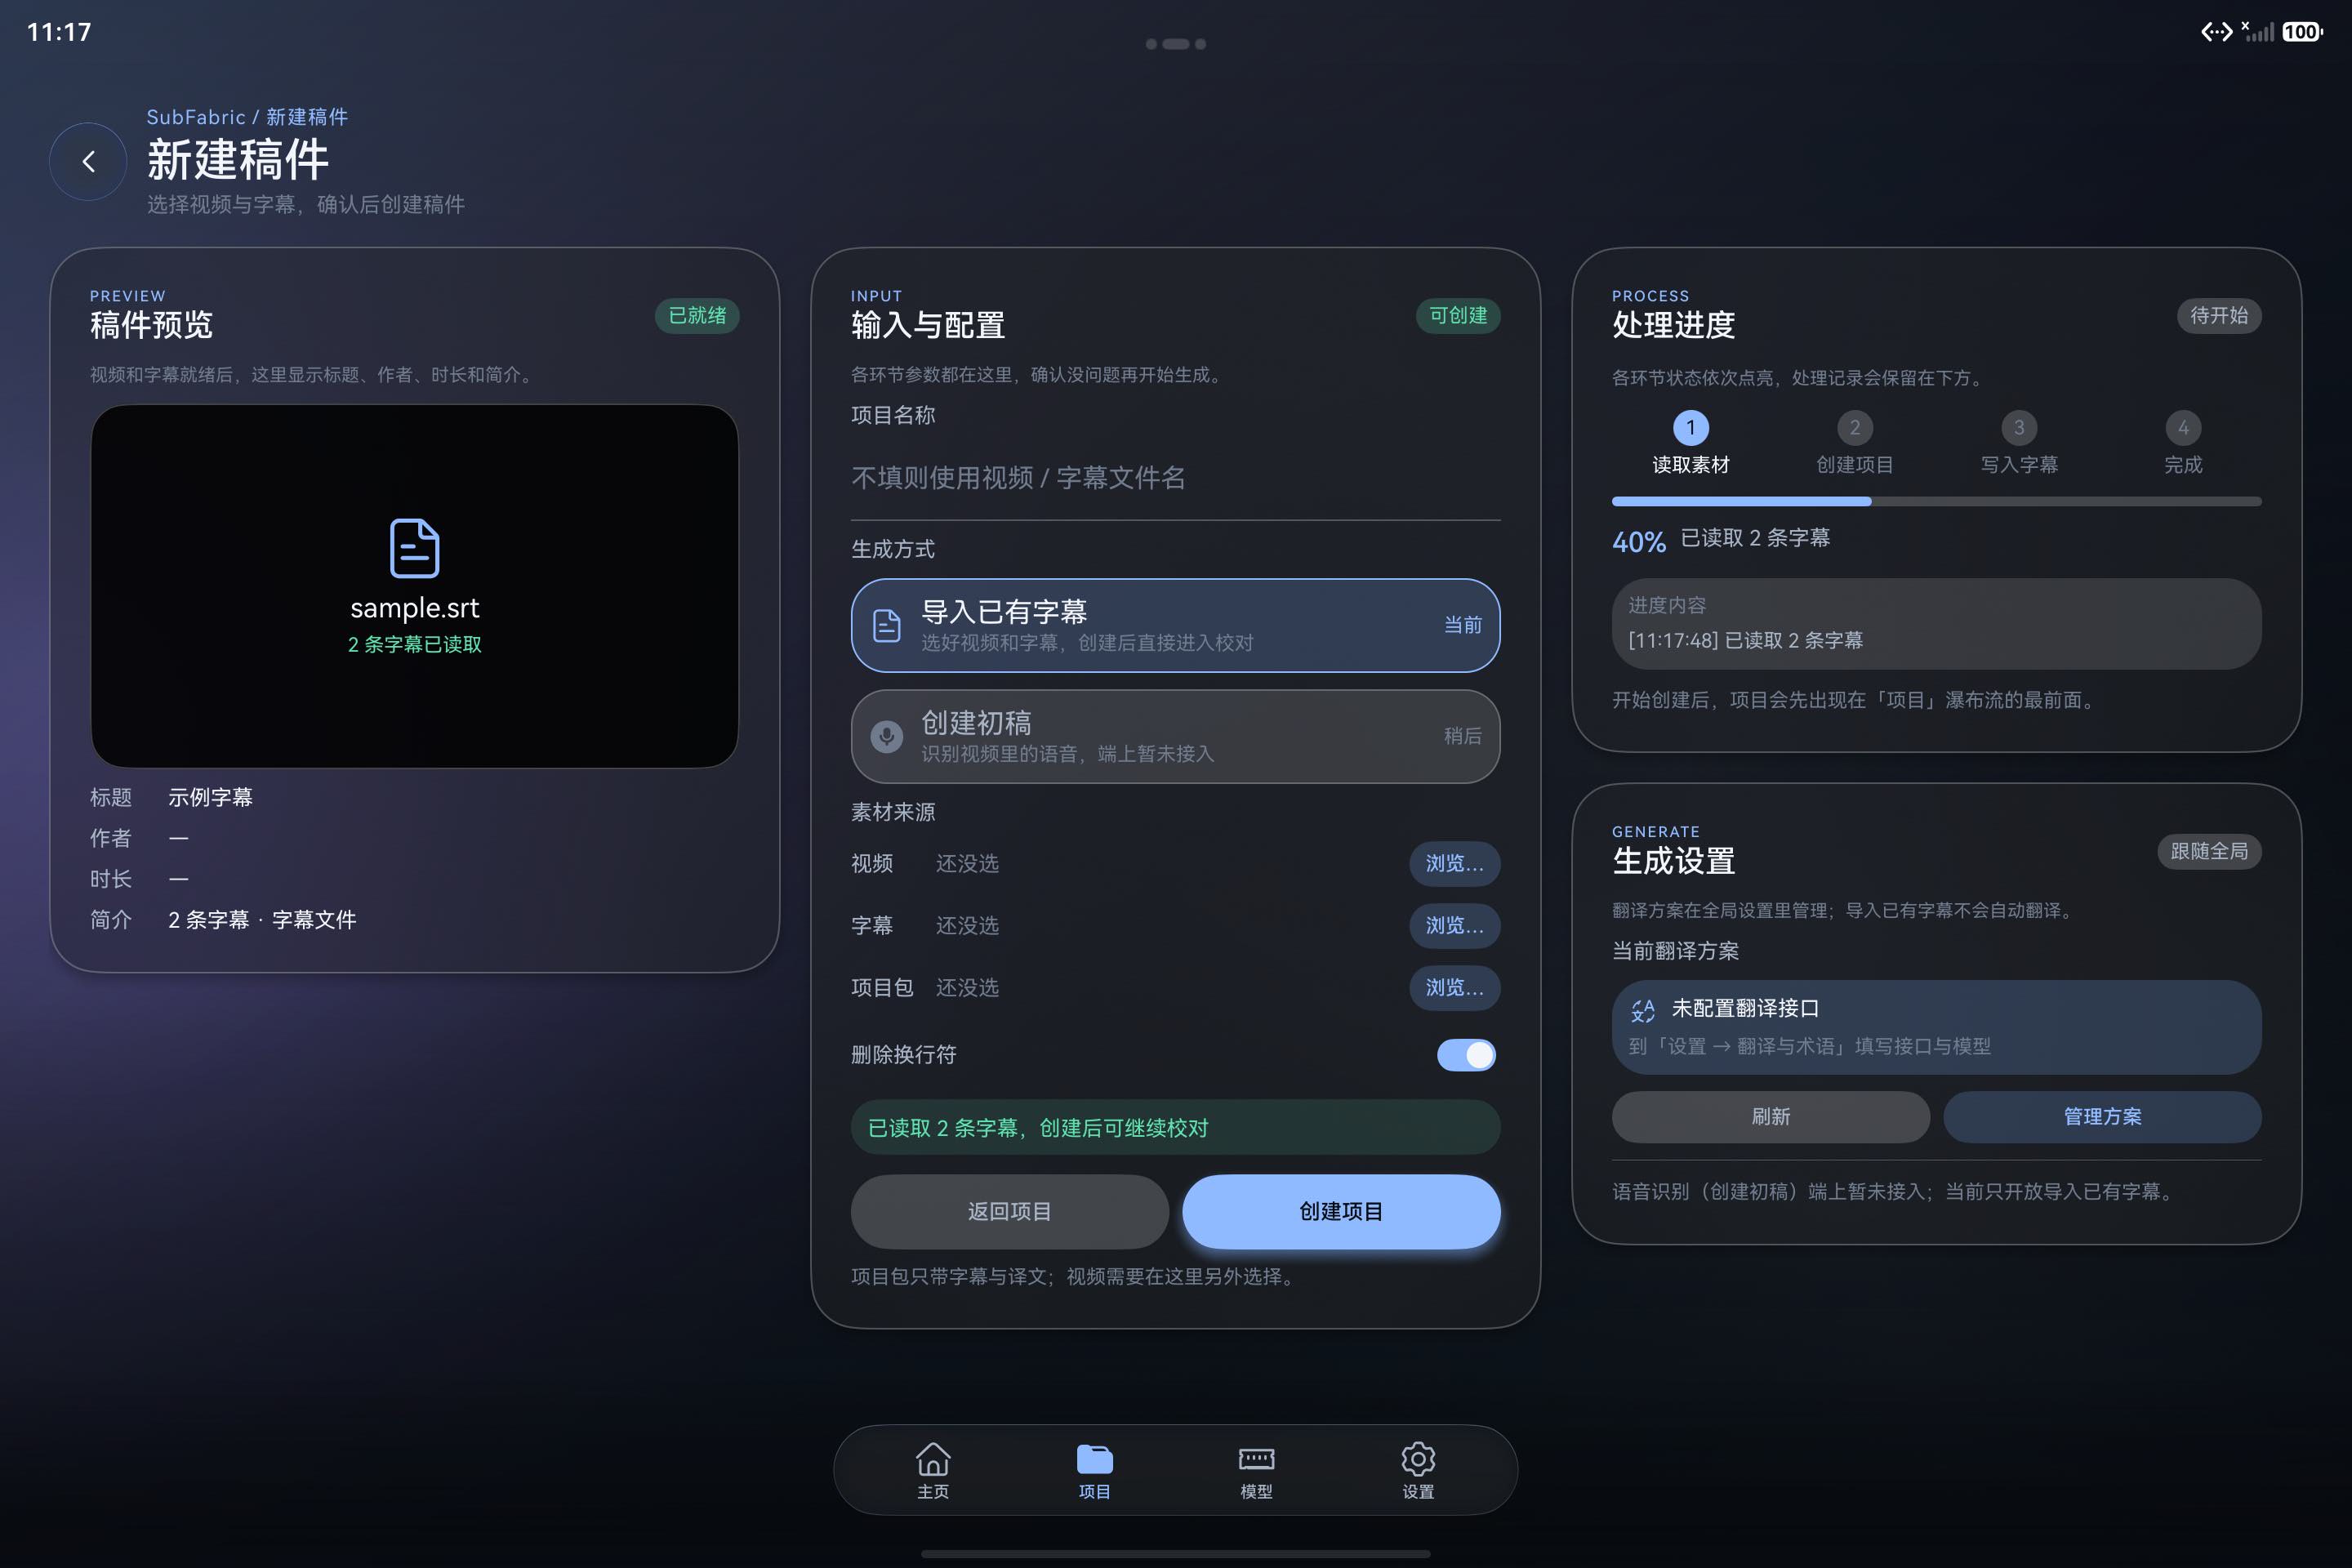 11:17
100
SubFabric / 新建稿件
新建稿件
选择视频与字幕，确认后创建稿件
PREVIEW
稿件预览
已就绪
视频和字幕就绪后，这里显示标题、作者、时长和简介。
sample.srt
2 条字幕已读取
标题 示例字幕
作者 —
时长 —
简介 2 条字幕 · 字幕文件
INPUT
输入与配置
可创建
各环节参数都在这里，确认没问题再开始生成。
项目名称
不填则使用视频 / 字幕文件名
生成方式
导入已有字幕
选好视频和字幕，创建后直接进入校对
当前
创建初稿
识别视频里的语音，端上暂未接入
稍后
素材来源
视频 还没选 浏览...
字幕 还没选 浏览...
项目包 还没选 浏览...
删除换行符
已读取 2 条字幕，创建后可继续校对
返回项目 创建项目
项目包只带字幕与译文；视频需要在这里另外选择。
PROCESS
处理进度
待开始
各环节状态依次点亮，处理记录会保留在下方。
1 2 3 4
读取素材 创建项目 写入字幕 完成
40% 已读取 2 条字幕
进度内容
[11:17:48] 已读取 2 条字幕
开始创建后，项目会先出现在「项目」瀑布流的最前面。
GENERATE
生成设置
跟随全局
翻译方案在全局设置里管理；导入已有字幕不会自动翻译。
当前翻译方案
未配置翻译接口
到「设置 → 翻译与术语」填写接口与模型
刷新 管理方案
语音识别（创建初稿）端上暂未接入；当前只开放导入已有字幕。
主页 项目 模型 设置